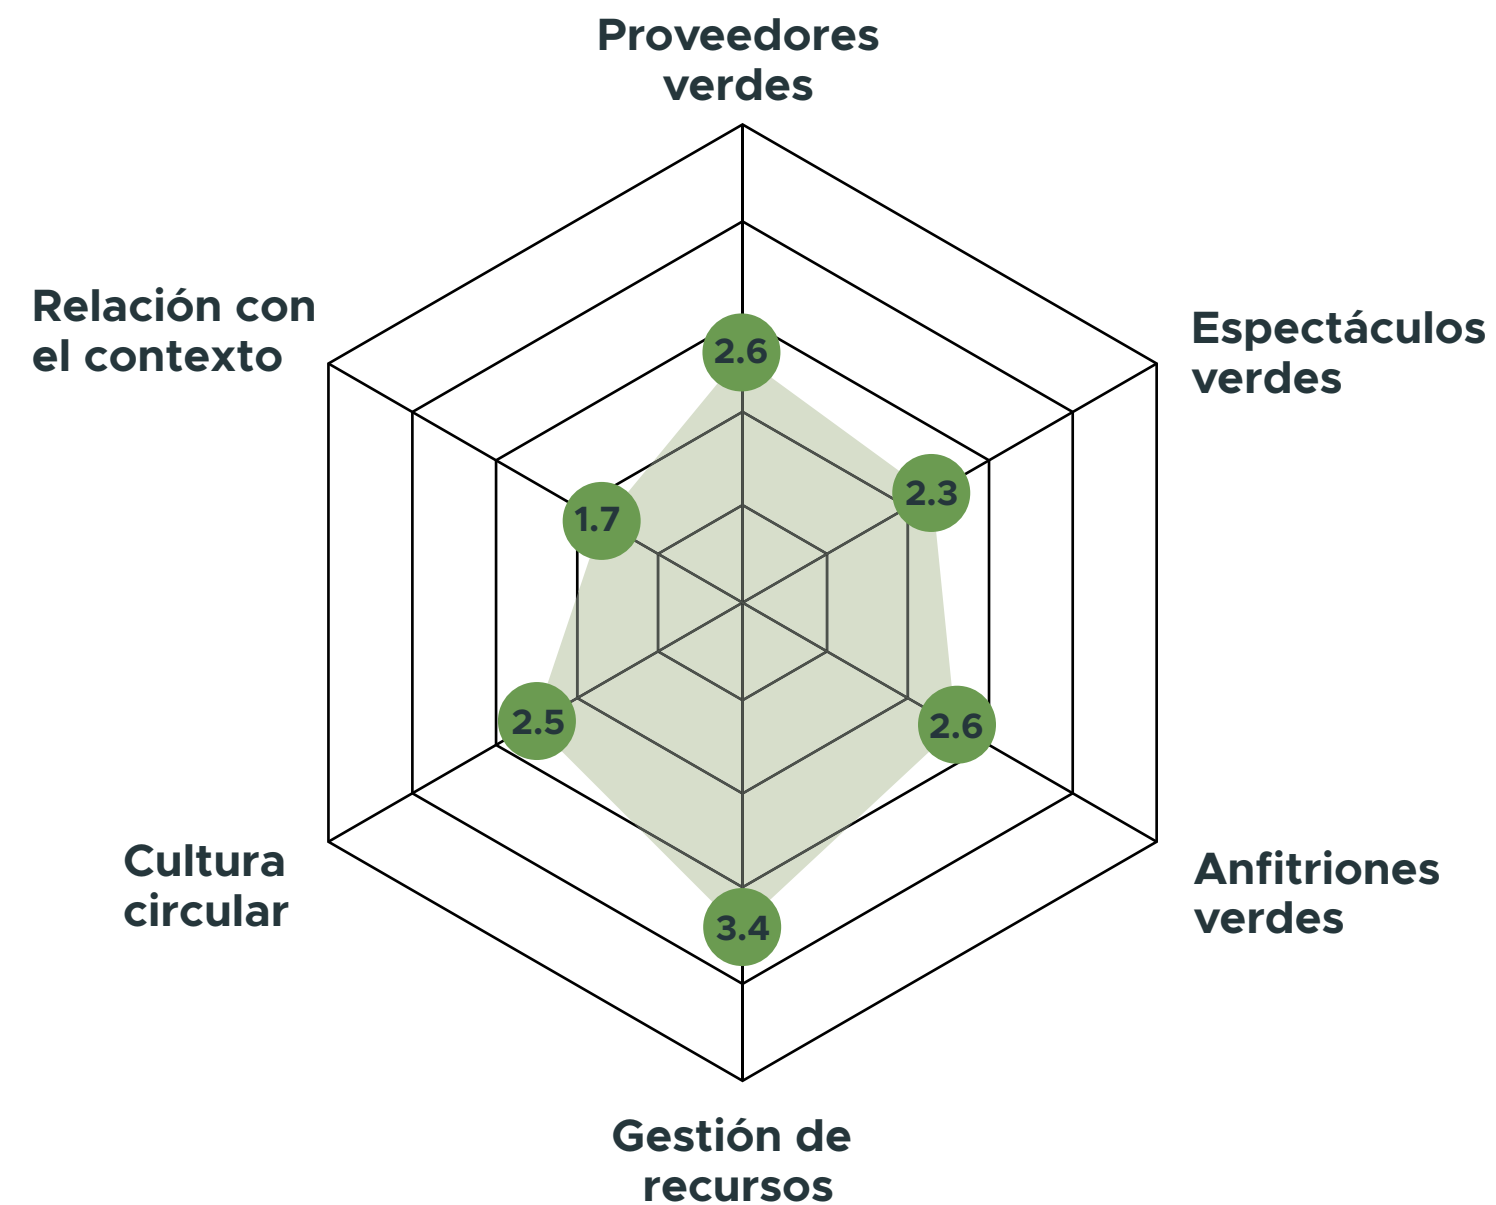 Proveedores
verdes
Relación con
el contexto
Espectáculos
verdes
2.6
2.3
1.7
2.5
2.6
3.4
Cultura
circular
Anfitriones
verdes
Gestión de
recursos